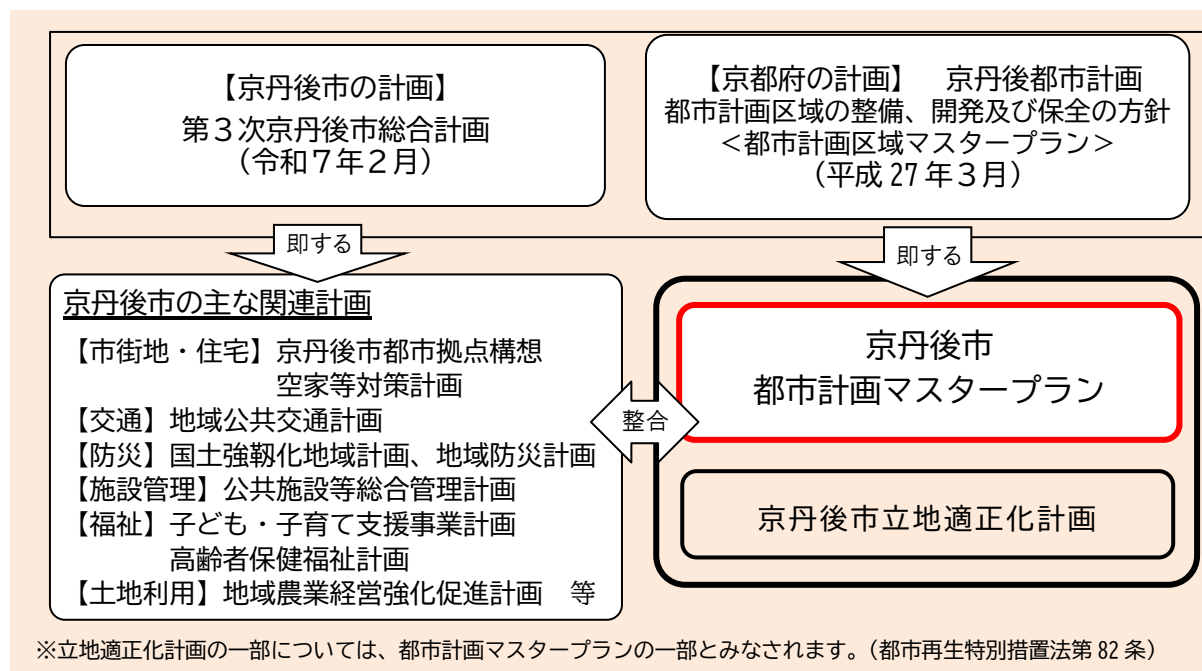 【京丹後市の計画】
第３次京丹後市総合計画
（令和７年２月）
【京都府の計画】　京丹後都市計画
都市計画区域の整備、開発及び保全の方針
＜都市計画区域マスタープラン＞
（平成 27 年３月）
即する
即する
京丹後市の主な関連計画
【市街地・住宅】京丹後市都市拠点構想
空家等対策計画
【交通】地域公共交通計画
【防災】国土強靱化地域計画、地域防災計画
【施設管理】公共施設等総合管理計画
【福祉】子ども・子育て支援事業計画
高齢者保健福祉計画
【土地利用】地域農業経営強化促進計画　等
整合
京丹後市
都市計画マスタープラン
京丹後市立地適正化計画
※立地適正化計画の一部については、都市計画マスタープランの一部とみなされます。（都市再生特別措置法第 82 条）